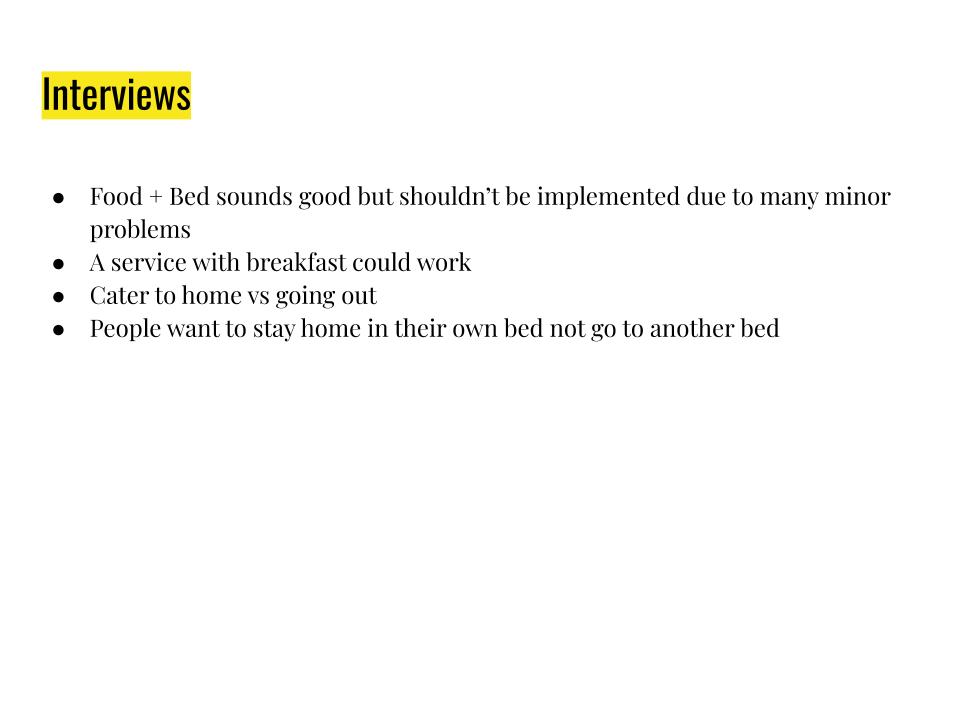 Interviews
● Food + Bed sounds good but shouldn’t be implemented due to many minor
problems
● A service with breakfast could work
● Cater to home vs going out
● People want to stay home in their own bed not go to another bed